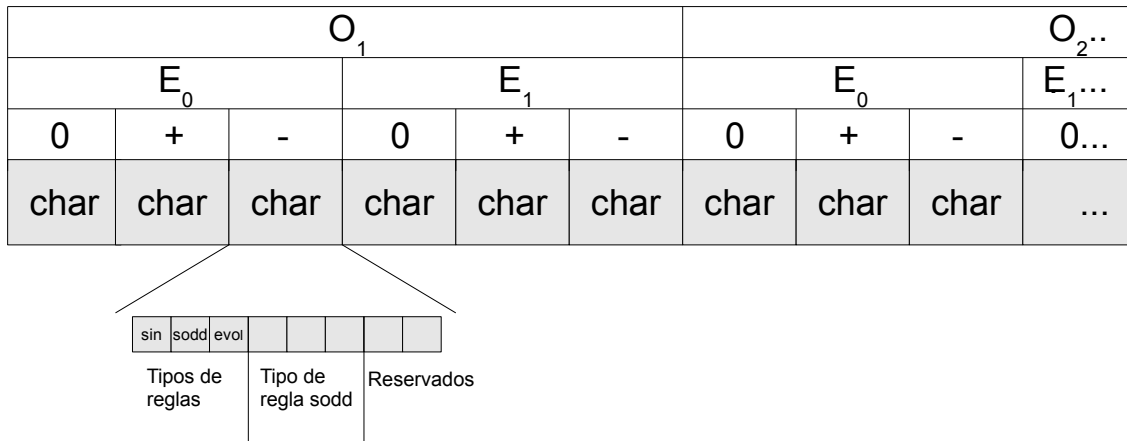 O1 O2..
E0 E1 E0 E1...
0 + - 0 + - 0 + - 0...
char char char char char char char char char ...
sin sodd evol
Tipos de Tipo de Reservados
reglas regla sodd